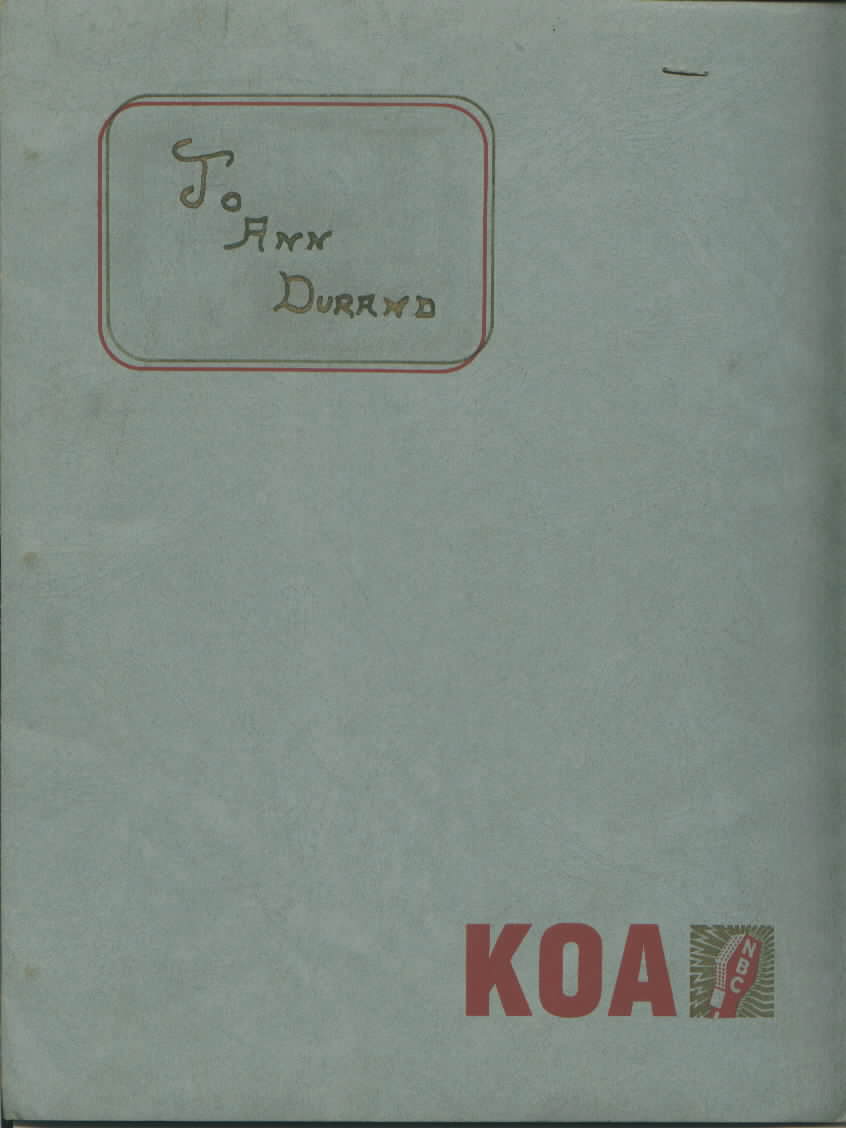 To
Ann
Durand
KOA
NBC